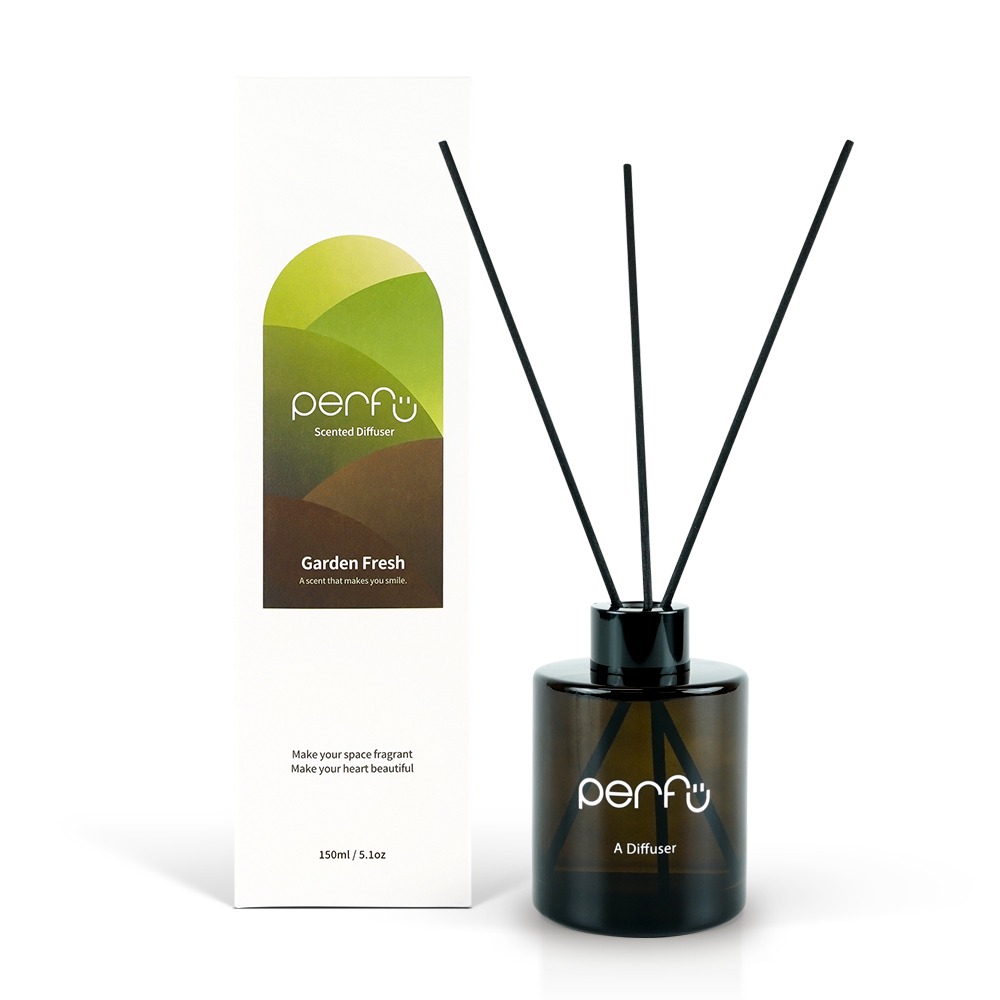 perfü
Scented Diffuser
Garden Fresh
A scent that makes you smile.
Make your space fragrant
Make your heart beautiful
150ml / 5.1oz
perfü
A Diffuser